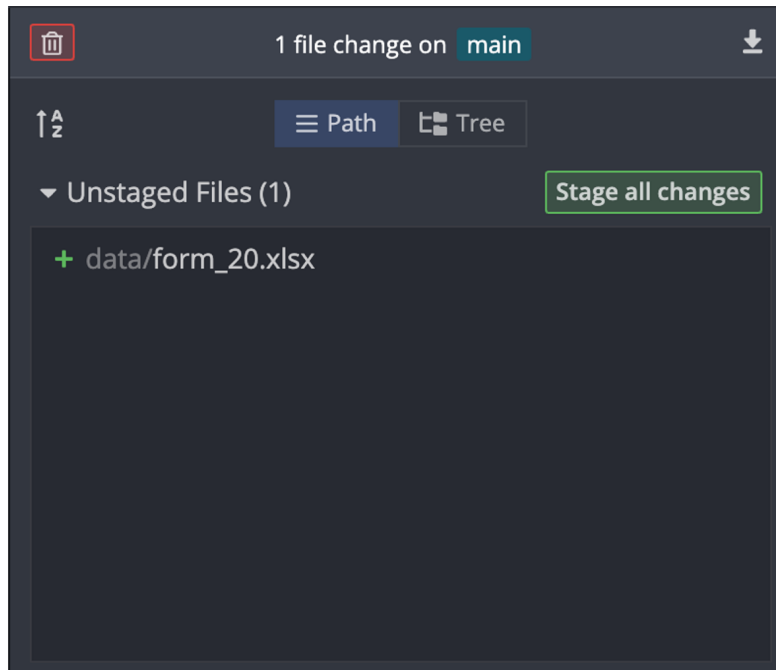 1 file change on main
A
Z
Path Tree
Unstaged Files (1) Stage all changes
+ data/form_20.xlsx